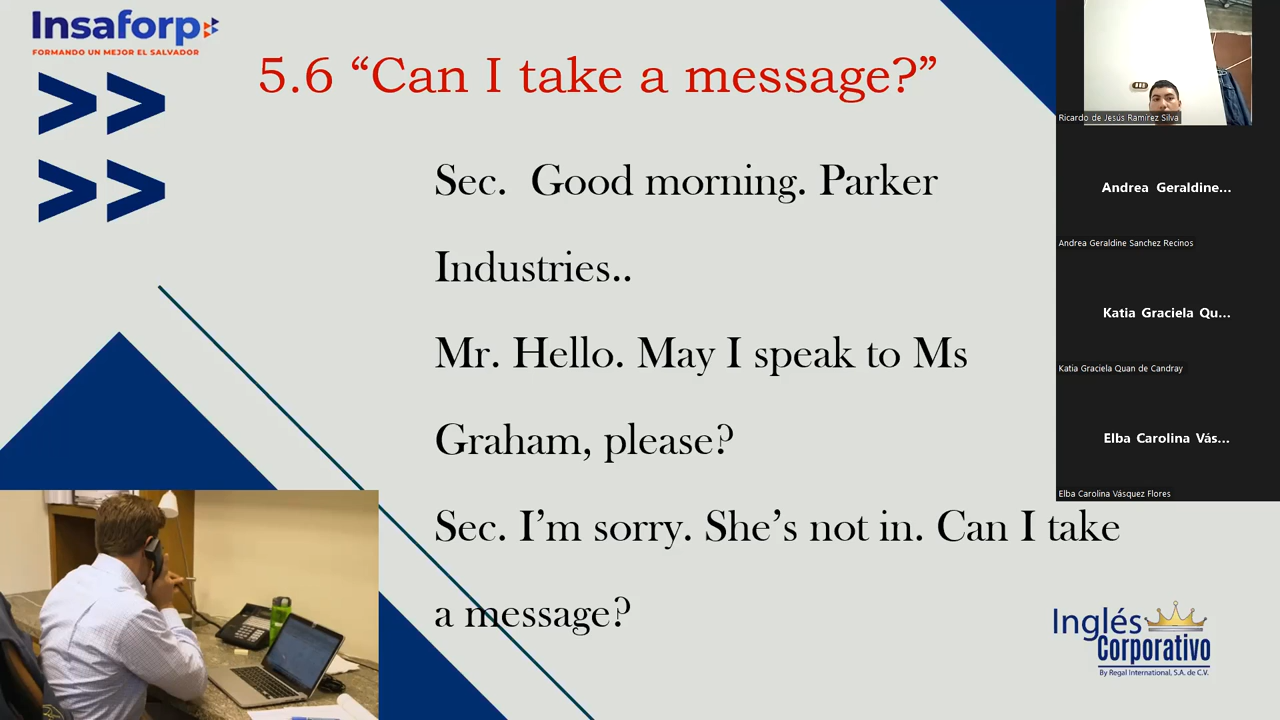 Insaforp
FORMANDO UN MEJOR EL SALVADOR
5.6 “Can I take a message?”
Sec.  Good morning. Parker
Industries..
Mr. Hello. May I speak to Ms
Graham, please?
Sec. I’m sorry. She’s not in. Can I take
a message?
Ricardo de Jesús Ramírez Silva
Andrea Geraldine...
Andrea Geraldine Sanchez Recinos
Katia Graciela Qu...
Katia Graciela Quan de Candray
Elba Carolina Vás...
Elba Carolina Vásquez Flores
Inglés
Corporativo
By Regal International, S.A. de C.V.